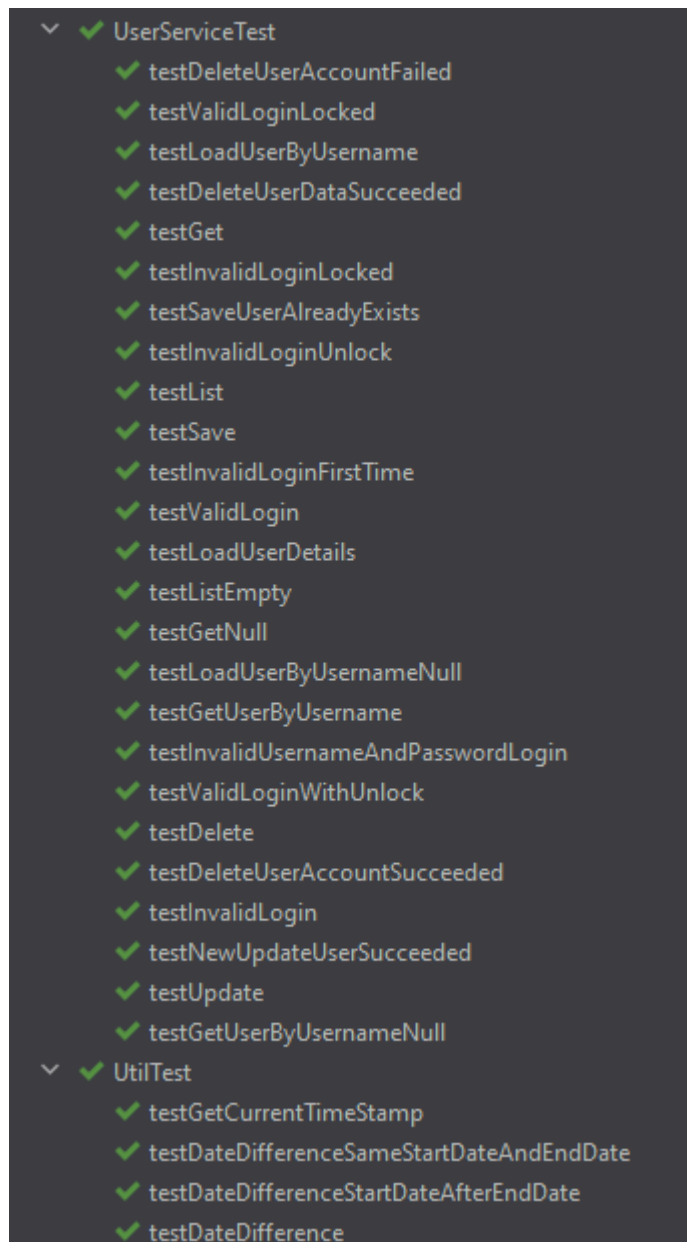 UserServiceTest
testDeleteUserAccountFailed
testValidLoginLocked
testLoadUserByUsername
testDeleteUserDataSucceeded
testGet
testInvalidLoginLocked
testSaveUserAlreadyExists
testInvalidLoginUnlock
testList
testSave
testInvalidLoginFirstTime
testValidLogin
testLoadUserDetails
testListEmpty
testGetNull
testLoadUserByUsernameNull
testGetUserByUsername
testInvalidUsernameAndPasswordLogin
testValidLoginWithUnlock
testDelete
testDeleteUserAccountSucceeded
testInvalidLogin
testNewUpdateUserSucceeded
testUpdate
testGetUserByUsernameNull
UtilTest
testGetCurrentTimeStamp
testDateDifferenceSameStartDateAndEndDate
testDateDifferenceStartDateAfterEndDate
testDateDifference